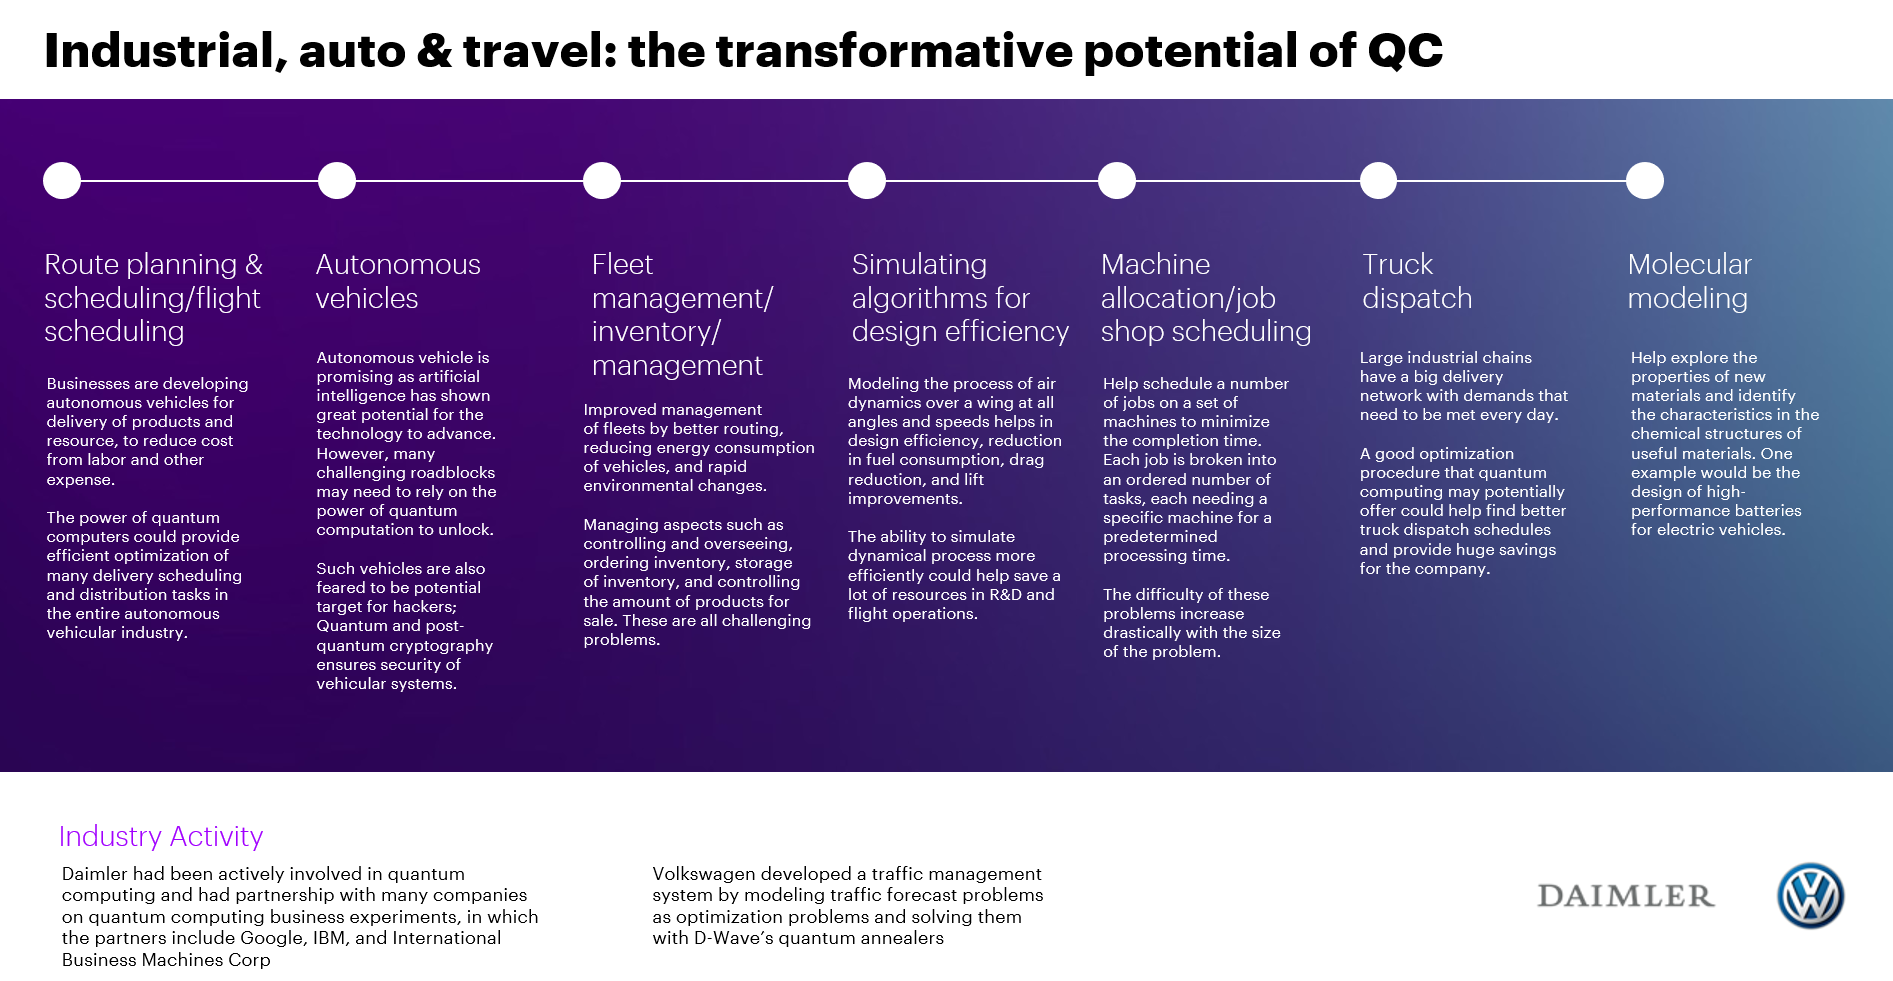 Industrial, auto & travel: the transformative potential of QC
Route planning &
scheduling/flight
scheduling
Businesses are developing
autonomous vehicles for
delivery of products and
resource, to reduce cost
from labor and other
expense.
The power of quantum
computers could provide
efficient optimization of
many delivery scheduling
and distribution tasks in
the entire autonomous
vehicular industry.
Autonomous
vehicles
Autonomous vehicle is
promising as artificial
intelligence has shown
great potential for the
technology to advance.
However, many
challenging roadblocks
may need to rely on the
power of quantum
computation to unlock.
Such vehicles are also
feared to be potential
target for hackers;
Quantum and post-
quantum cryptography
ensures security of
vehicular systems.
Fleet
management/
inventory/
management
Improved management
of fleets by better routing,
reducing energy consumption
of vehicles, and rapid
environmental changes.
Managing aspects such as
controlling and overseeing,
ordering inventory, storage
of inventory, and controlling
the amount of products for
sale. These are all challenging
problems.
Simulating
algorithms for
design efficiency
Modeling the process of air
dynamics over a wing at all
angles and speeds helps in
design efficiency, reduction
in fuel consumption, drag
reduction, and lift
improvements.
The ability to simulate
dynamical process more
efficiently could help save a
lot of resources in R&D and
flight operations.
Machine
allocation/job
shop scheduling
Help schedule a number
of jobs on a set of
machines to minimize
the completion time.
Each job is broken into
an ordered number of
tasks, each needing a
specific machine for a
predetermined
processing time.
The difficulty of these
problems increase
drastically with the size
of the problem.
Truck
dispatch
Large industrial chains
have a big delivery
network with demands that
need to be met every day.
A good optimization
procedure that quantum
computing may potentially
offer could help find better
truck dispatch schedules
and provide huge savings
for the company.
Molecular
modeling
Help explore the
properties of new
materials and identify
the characteristics in the
chemical structures of
useful materials. One
example would be the
design of high-
performance batteries
for electric vehicles.
Industry Activity
Daimler had been actively involved in quantum
computing and had partnership with many companies
on quantum computing business experiments, in which
the partners include Google, IBM, and International
Business Machines Corp
Volkswagen developed a traffic management
system by modeling traffic forecast problems
as optimization problems and solving them
with D-Wave’s quantum annealers
DAIMLER
VW